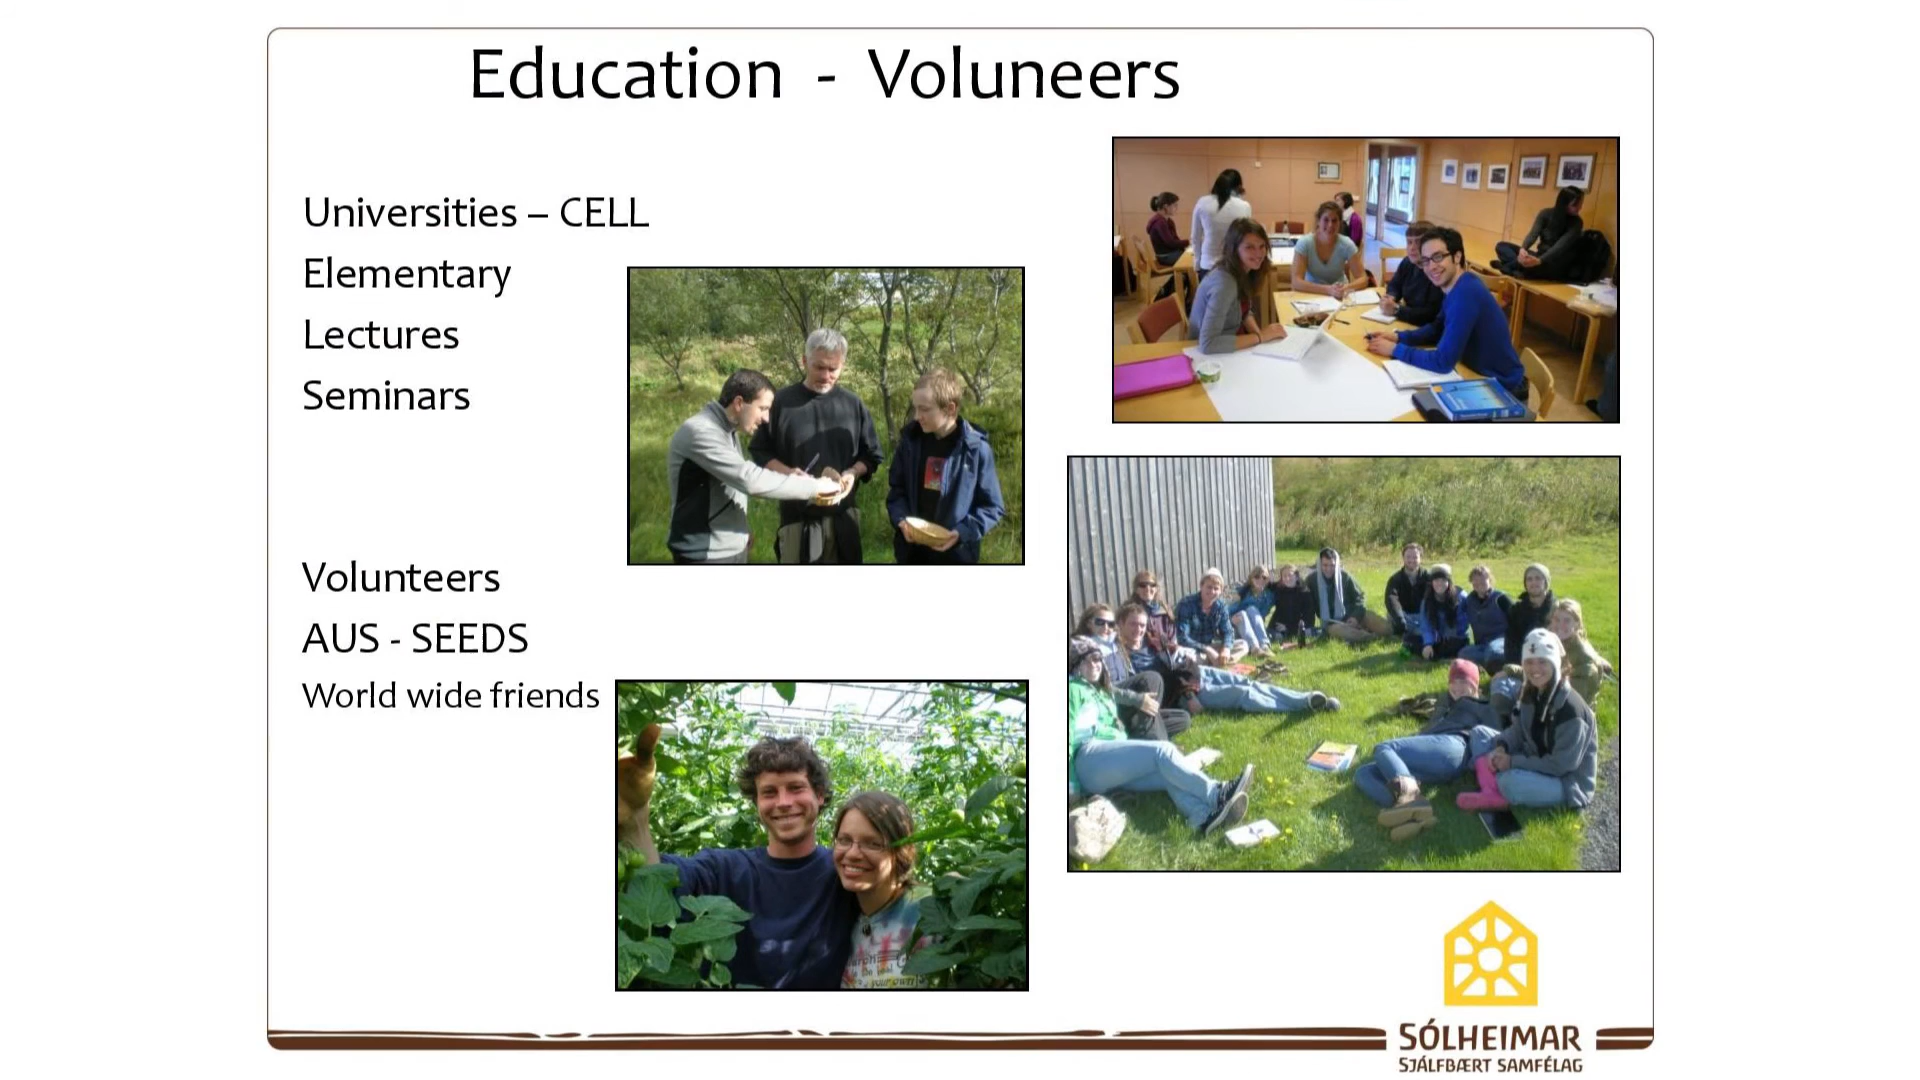 Education - Voluneers
Universities – CELL
Elementary
Lectures
Seminars
Volunteers
AUS - SEEDS
World wide friends
SÓLHEIMAR
SJÁLFBÆRT SAMFÉLAG